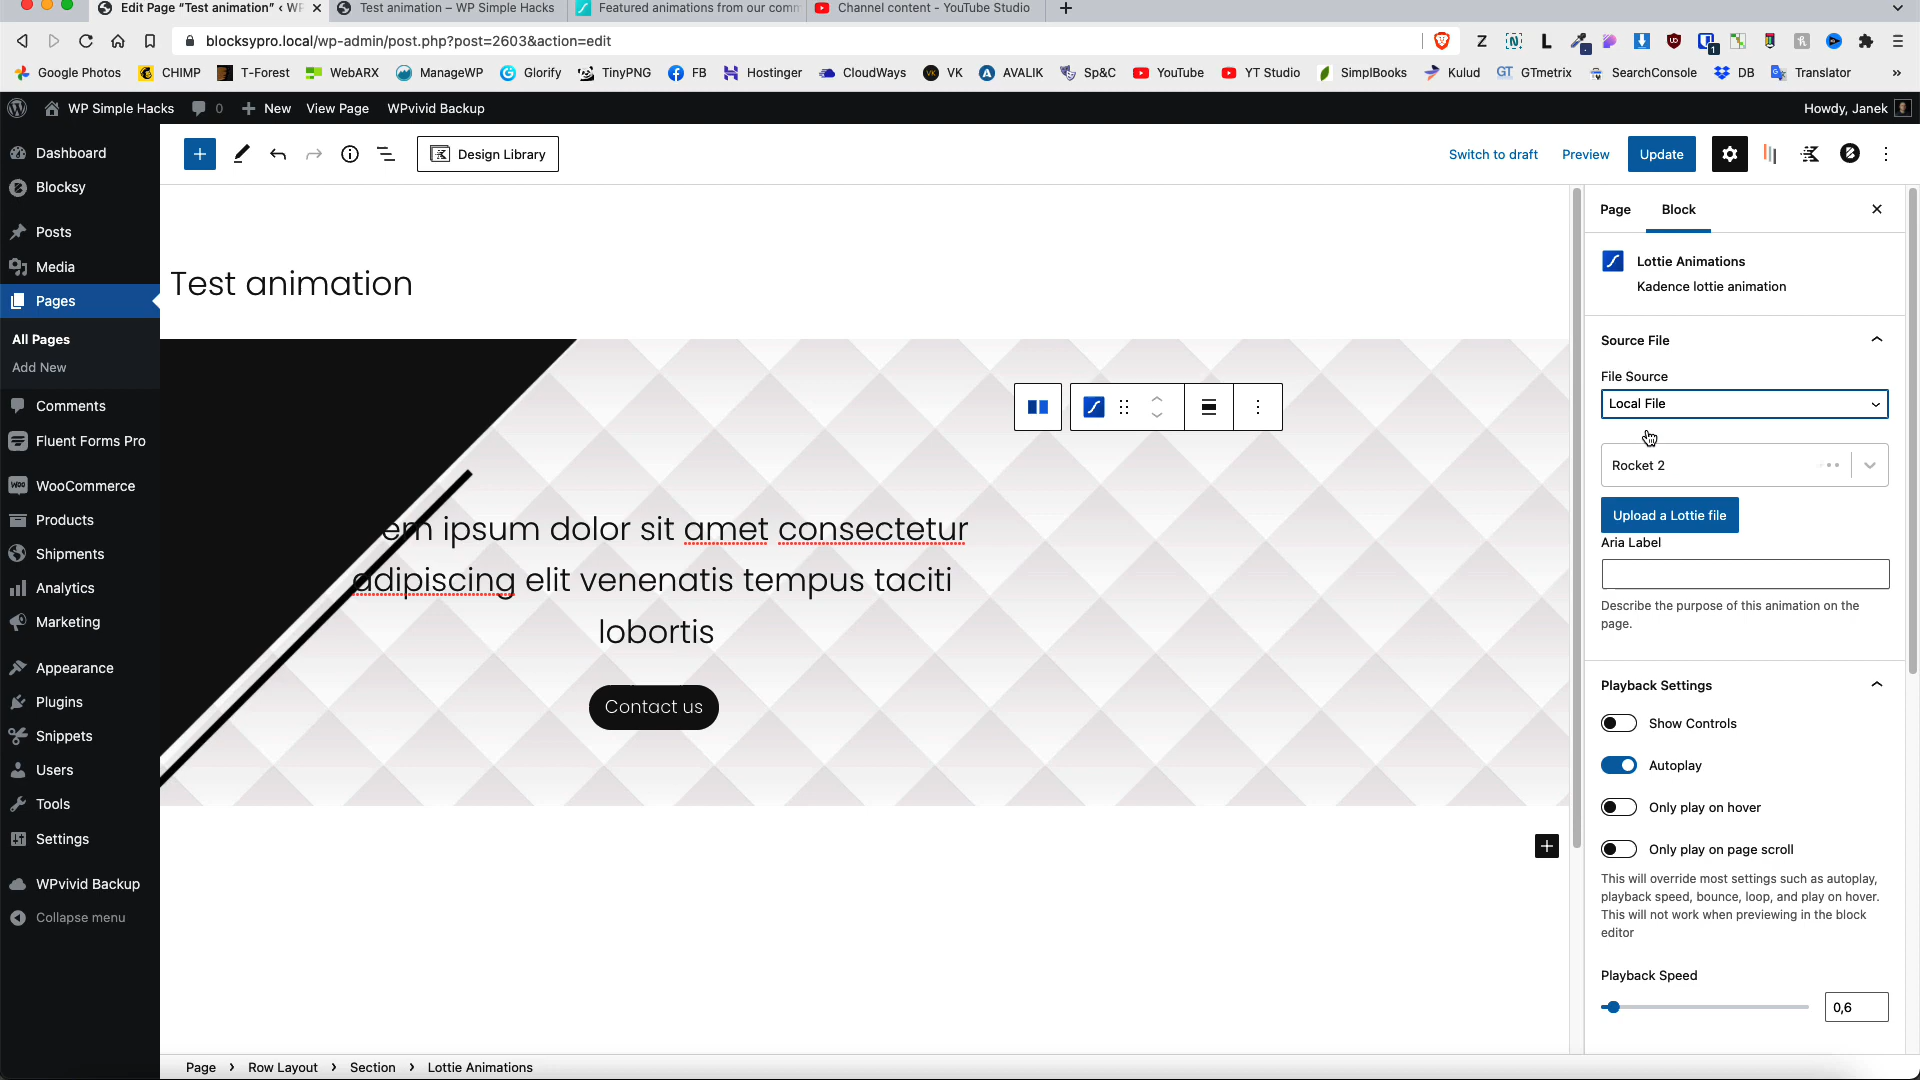 Edit Page “Test animation” ‹ WP
Test animation – WP Simple Hacks
Featured animations from our comm
Channel content - YouTube Studio
blocksypro.local/wp-admin/post.php?post=2603&action=edit
Google Photos
CHIMP
T-Forest
WebARX
ManageWP
Glorify
TinyPNG
FB
Hostinger
CloudWays
VK
AVALIK
Sp&C
YouTube
YT Studio
SimplBooks
Kulud
GTmetrix
SearchConsole
DB
Translator
WP Simple Hacks
0
New
View Page
WPvivid Backup
Howdy, Janek
Dashboard
Blocksy
Posts
Media
Pages
All Pages
Add New
Comments
Fluent Forms Pro
WooCommerce
Products
Shipments
Analytics
Marketing
Appearance
Plugins
Snippets
Users
Tools
Settings
WPvivid Backup
Collapse menu
Design Library
Switch to draft
Preview
Update
Test animation
em ipsum dolor sit amet consectetur
adipiscing elit venenatis tempus taciti
lobortis
Contact us
Page
Block
Lottie Animations
Kadence lottie animation
Source File
File Source
Local File
Rocket 2
Upload a Lottie file
Aria Label
Describe the purpose of this animation on the
page.
Playback Settings
Show Controls
Autoplay
Only play on hover
Only play on page scroll
This will override most settings such as autoplay,
playback speed, bounce, loop, and play on hover.
This will not work when previewing in the block
editor
Playback Speed
0,6
Page › Row Layout › Section › Lottie Animations